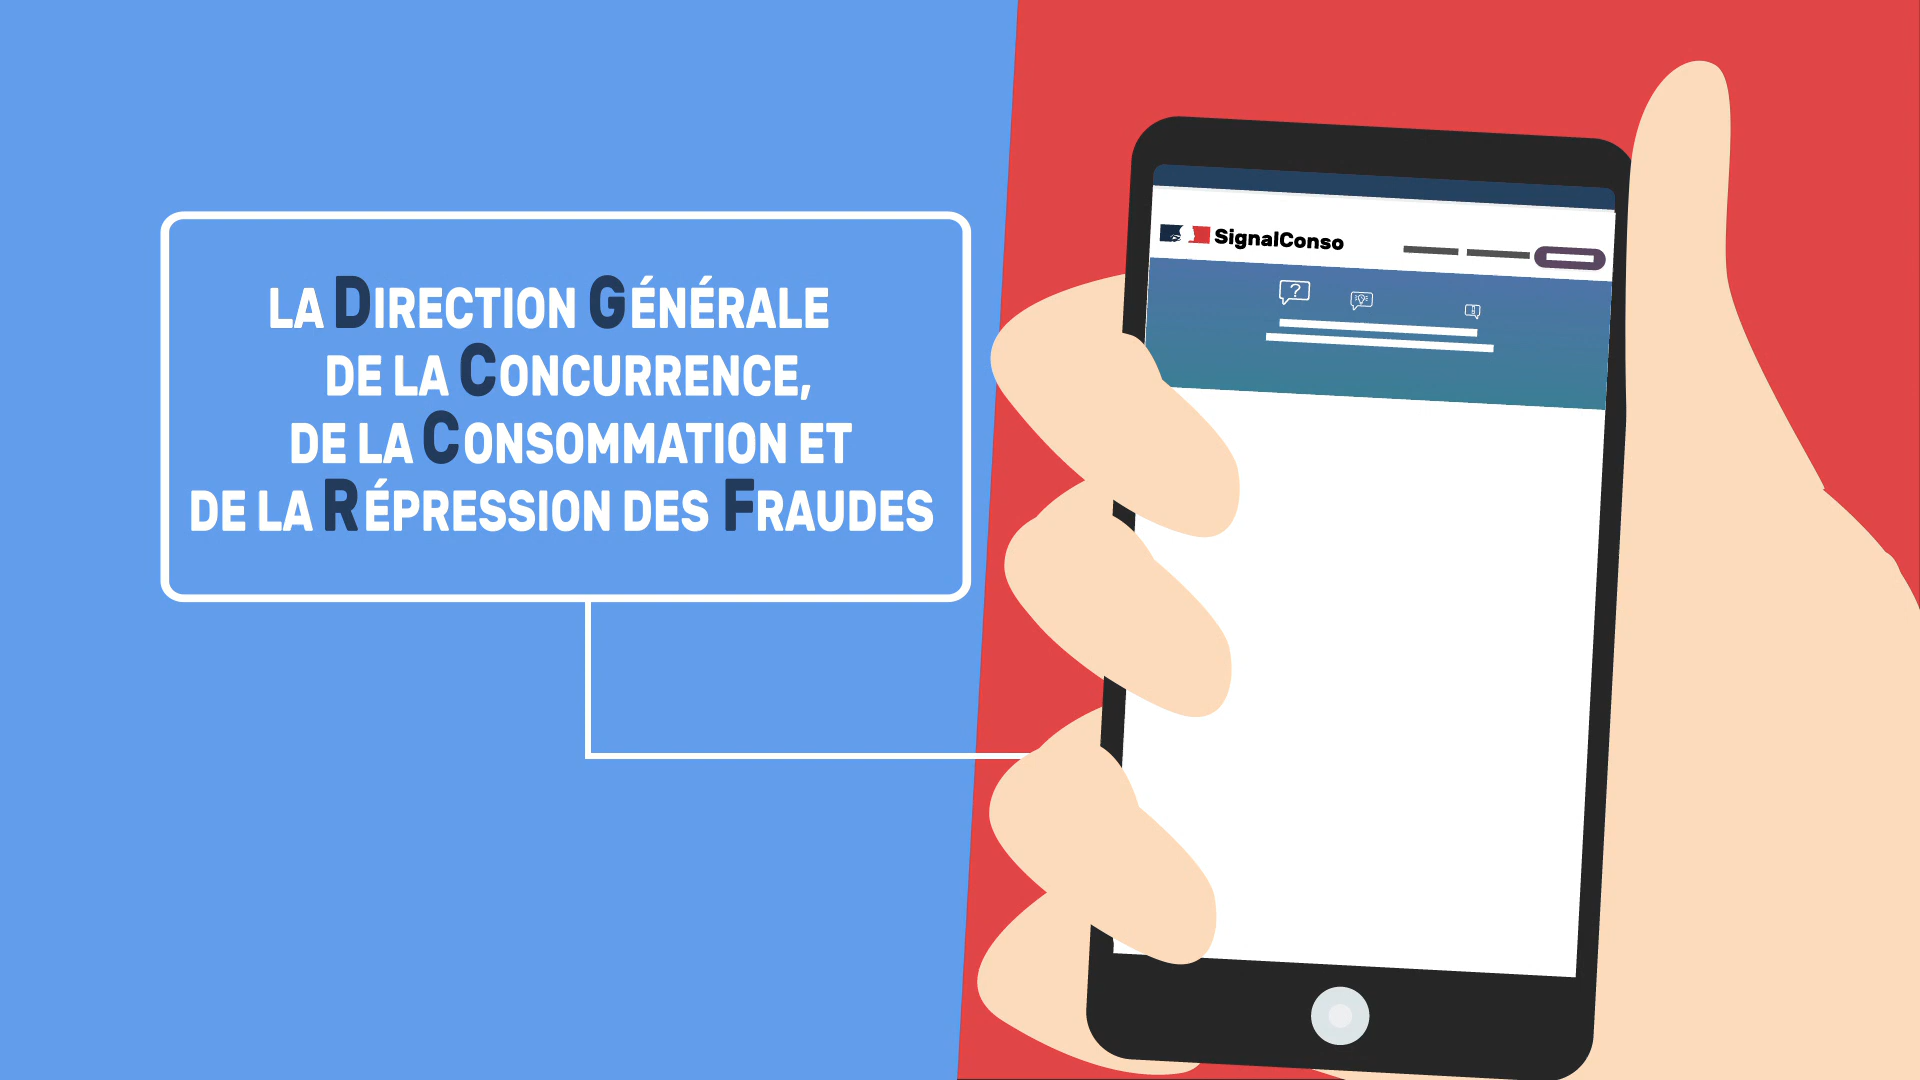 LA DIRECTION GÉNÉRALE
DE LA CONCURRENCE,
DE LA CONSOMMATION ET
DE LA RÉPRESSION DES FRAUDES
SignalConso
?